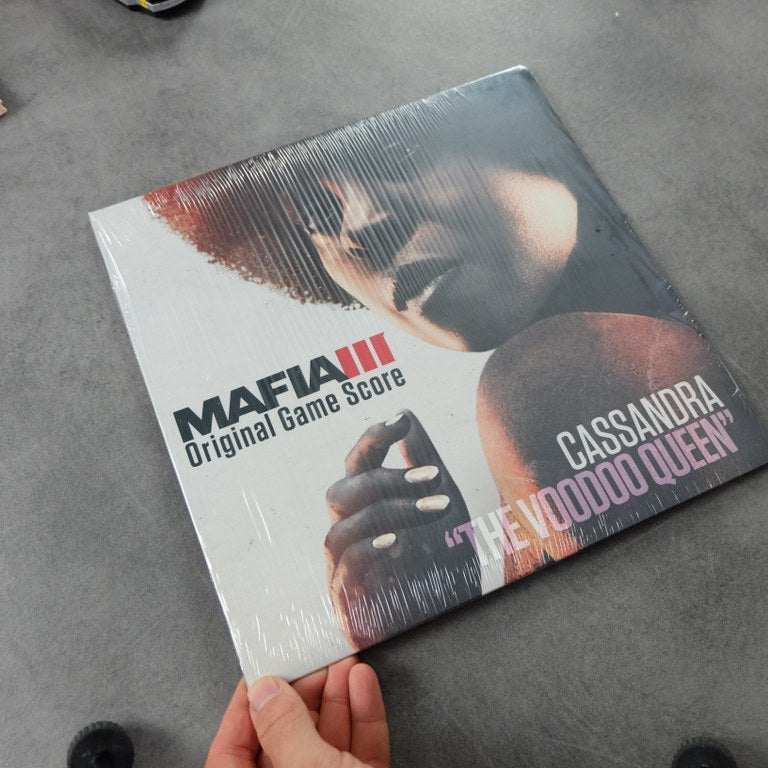 MAFIA III
Original Game Score
CASSANDRA
“THE VOODOO QUEEN”